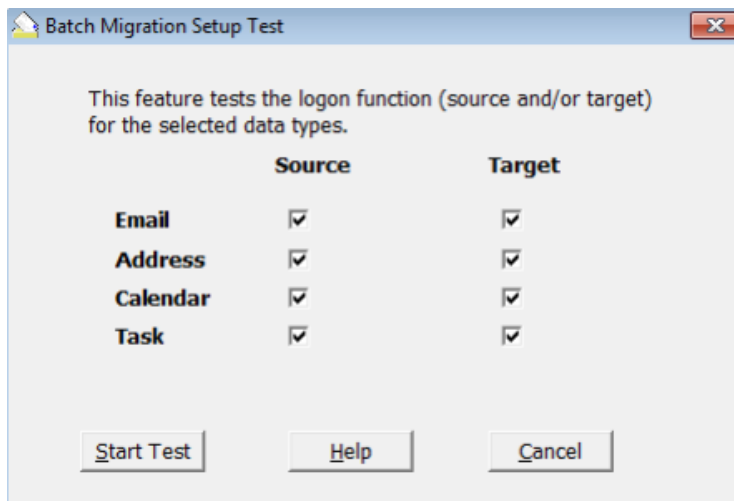 Batch Migration Setup Test
This feature tests the logon function (source and/or target)
for the selected data types.
Source Target
Email
Address
Calendar
Task
Start Test Help Cancel